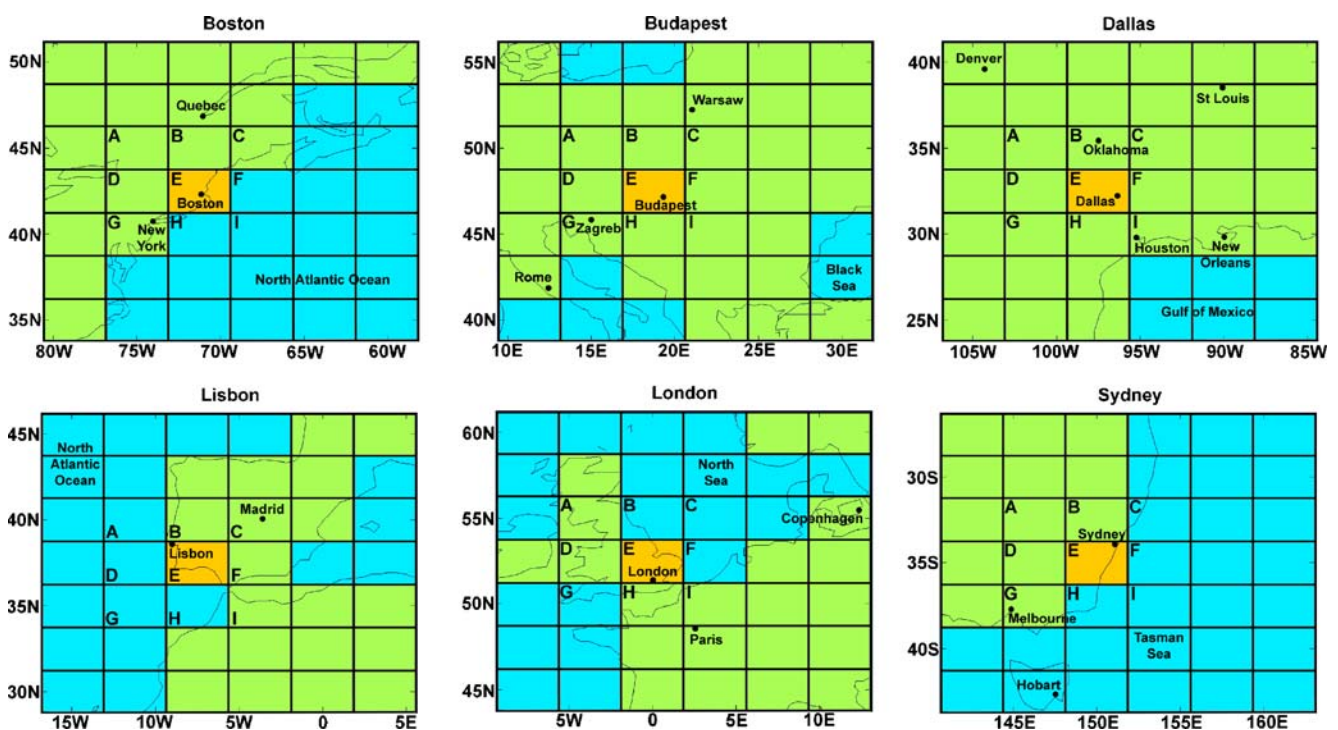 Boston
50N
Quebec
A B C
45N
D E F
Boston
G H I
New
York
40N
North Atlantic Ocean
35N
80W 75W 70W 65W 60W
Budapest
55N
Warsaw
A B C
50N
D E F
Budapest
G H I
Zagreb
45N
Rome
Black
Sea
40N
10E 15E 20E 25E 30E
Dallas
40N
Denver
St Louis
A B C
Oklahoma
35N
D E F
Dallas
G H I
30N
Houston
New
Orleans
Gulf of Mexico
25N
105W 100W 95W 90W 85W
Lisbon
45N
North
Atlantic
Ocean
Madrid
40N
A B C
Lisbon
D E F
35N
G H I
30N
15W 10W 5W 0 5E
London
60N
North
Sea
A B C
55N
Copenhagen
D E F
London
G H I
50N
Paris
45N
5W 0 5E 10E
Sydney
30S
A B C
Sydney
D E F
35S
G H I
Melbourne
Tasman
Sea
40S
Hobart
145E 150E 155E 160E